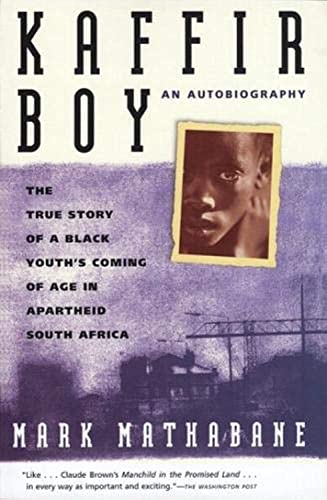 KAFFIR
BOY
AN AUTOBIOGRAPHY
THE
TRUE STORY
OF A BLACK
YOUTH'S COMING
OF AGE IN
APARTHEID
SOUTH AFRICA
MARK MATHABANE
"Like . . . Claude Brown's Manchild in the Promised Land . . .
in every way as important and exciting."—THE WASHINGTON POST